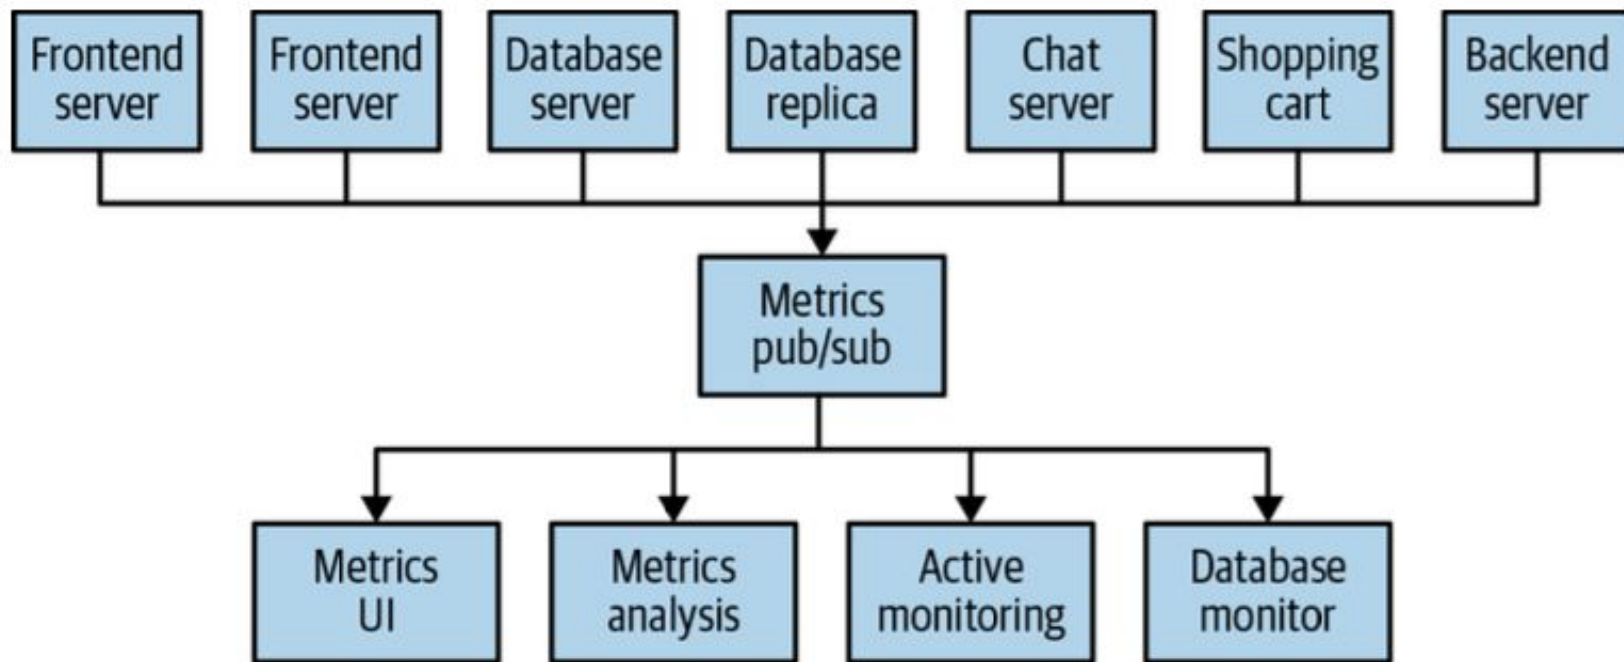 Frontend
server
Frontend
server
Database
server
Database
replica
Chat
server
Shopping
cart
Backend
server
Metrics
pub/sub
Metrics
UI
Metrics
analysis
Active
monitoring
Database
monitor